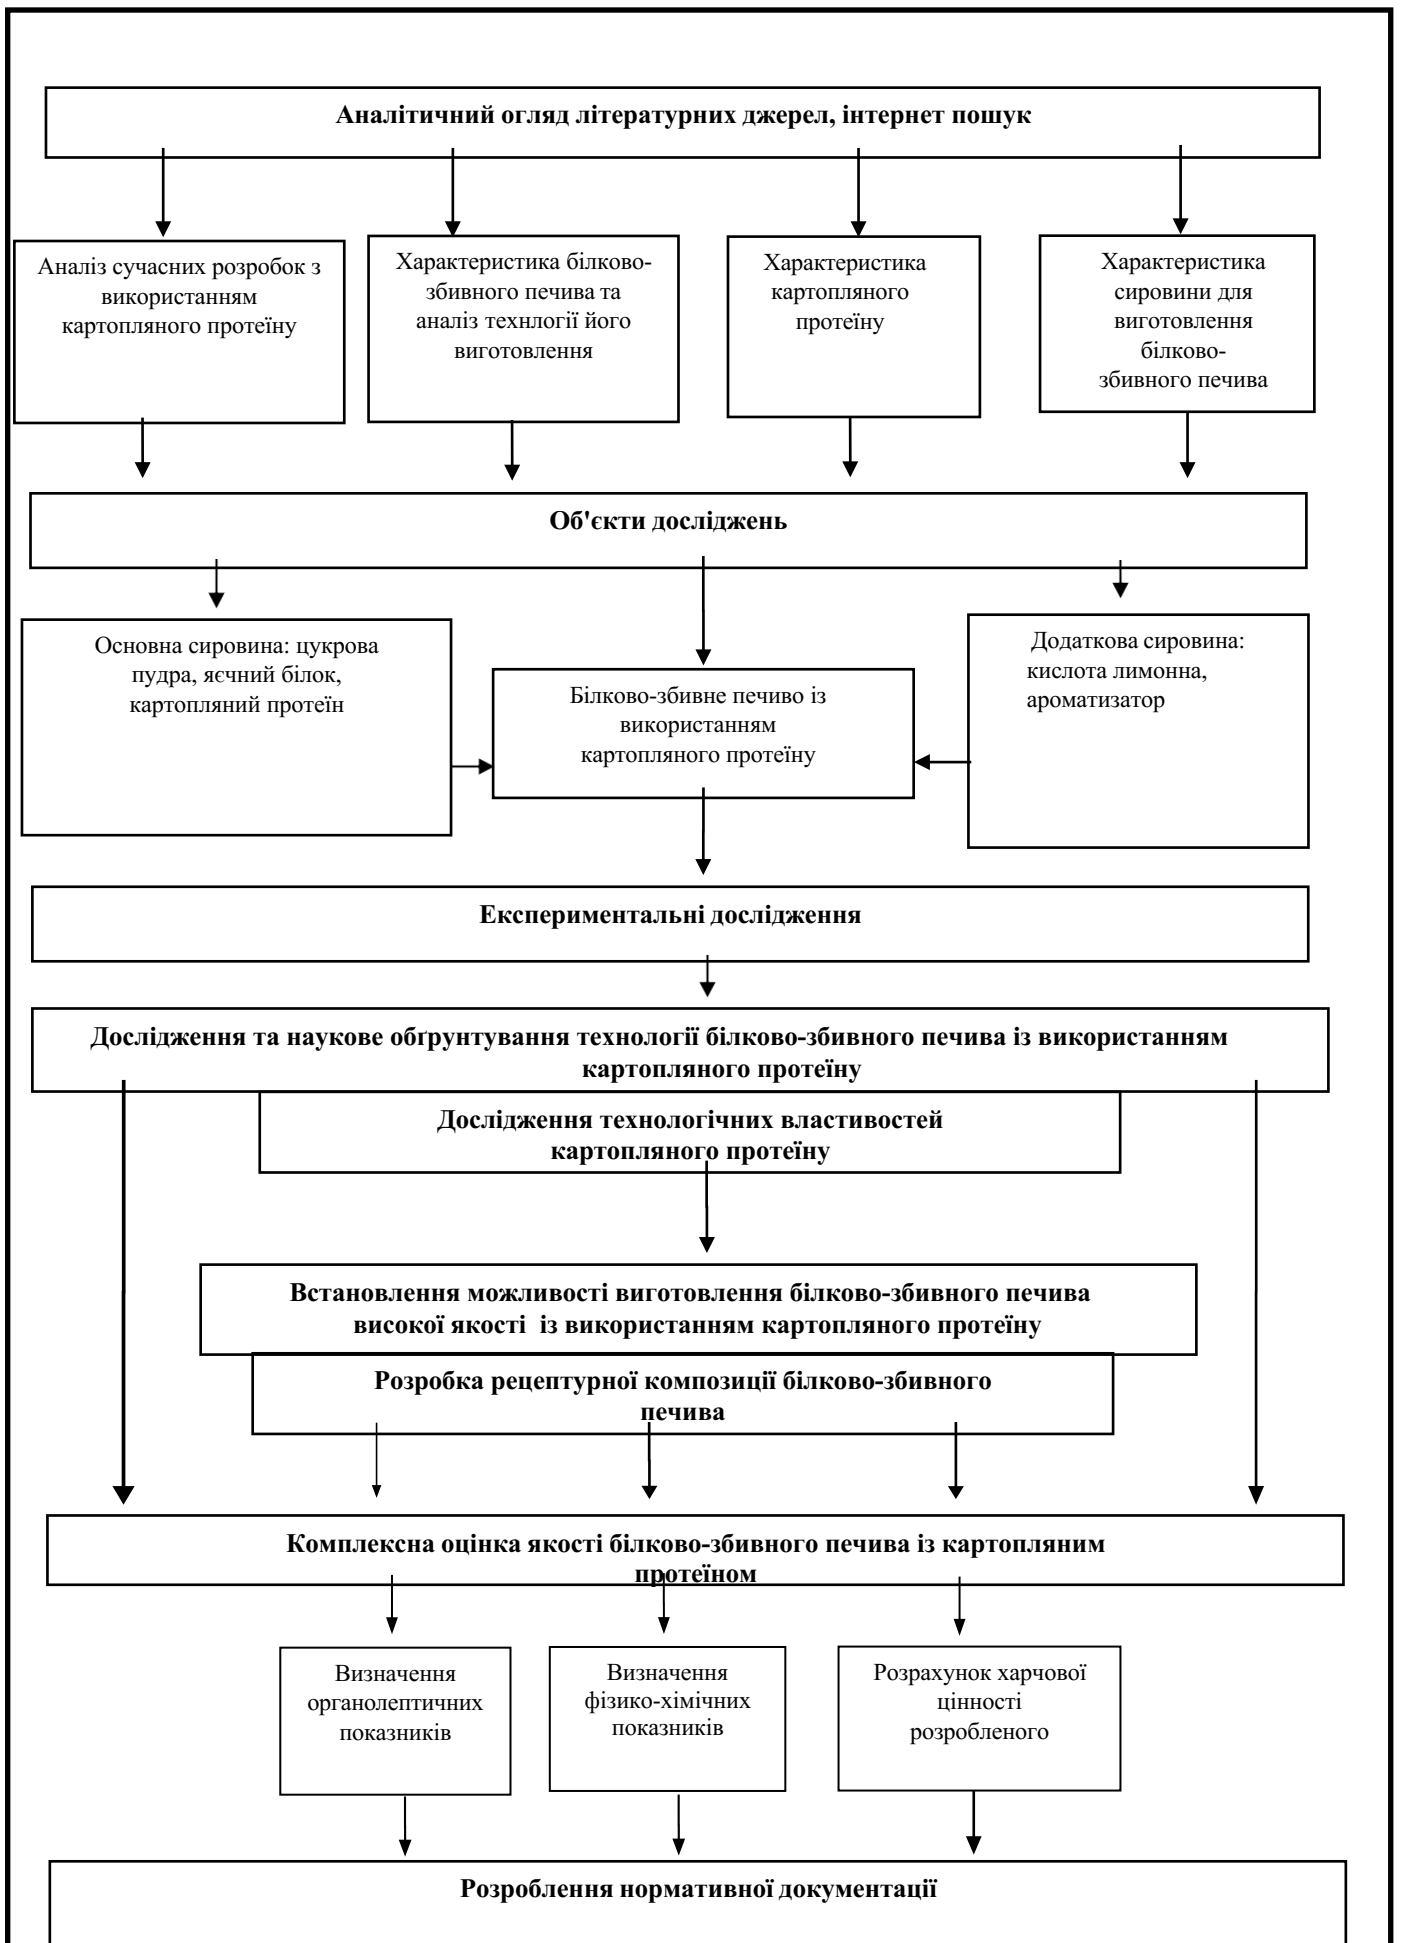 Аналітичний огляд літературних джерел, інтернет пошук
Аналіз сучасних розробок з
використанням
картопляного протеїну
Характеристика білково-
збивного печива та
аналіз технлогії його
виготовлення
Характеристика
картопляного
протеїну
Характеристика
сировини для
виготовлення
білково-
збивного печива
Об'єкти досліджень
Основна сировина: цукрова
пудра, яєчний білок,
картопляний протеїн
Білково-збивне печиво із
використанням
картопляного протеїну
Додаткова сировина:
кислота лимонна,
ароматизатор
Експериментальні дослідження
Дослідження та наукове обґрунтування технології білково-збивного печива із використанням
картопляного протеїну
Дослідження технологічних властивостей
картопляного протеїну
Встановлення можливості виготовлення білково-збивного печива
високої якості із використанням картопляного протеїну
Розробка рецептурної композиції білково-збивного
печива
Комплексна оцінка якості білково-збивного печива із картопляним
протеїном
Визначення
органолептичних
показників
Визначення
фізико-хімічних
показників
Розрахунок харчової
цінності
розробленого
Розроблення нормативної документації